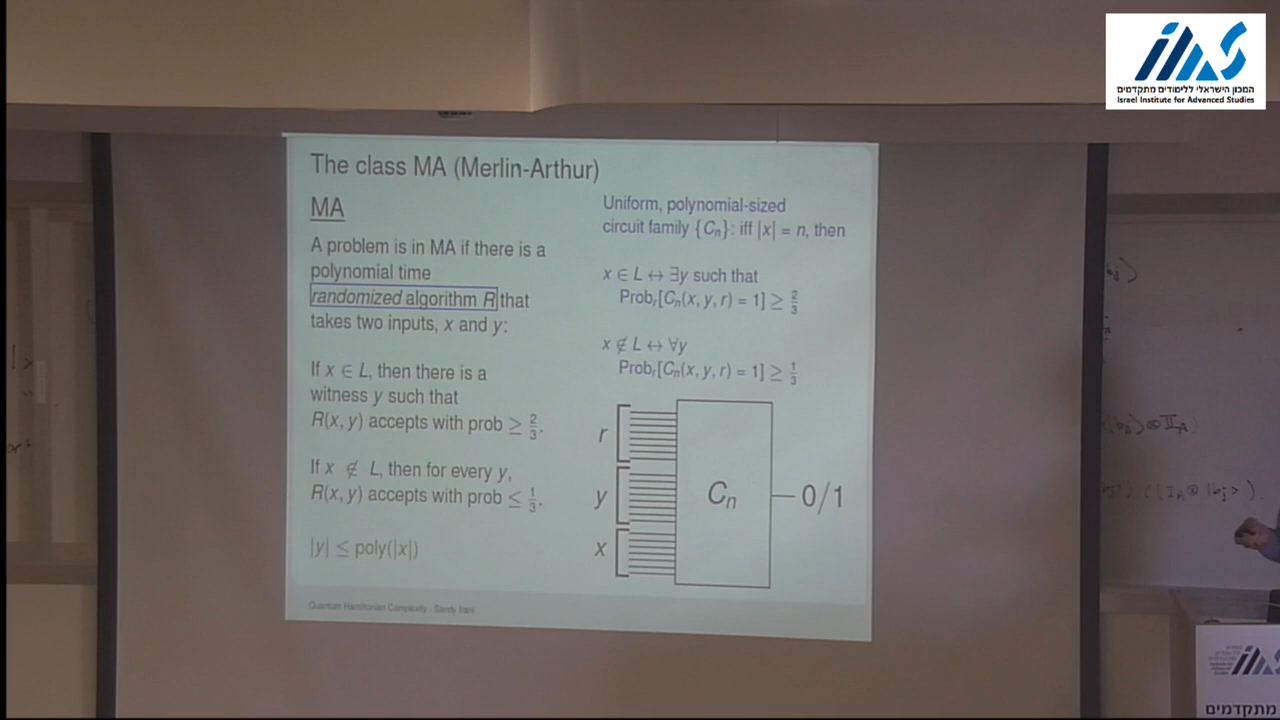 המכון הישראלי ללימודים מתקדמים
Israel Institute for Advanced Studies
The class MA (Merlin-Arthur)
MA
A problem is in MA if there is a
polynomial time
randomized algorithm R that
takes two inputs, x and y:
If x ∈ L, then there is a
witness y such that
R(x, y) accepts with prob ≥ 2/3.
If x ∉ L, then for every y,
R(x, y) accepts with prob ≤ 1/3.
|y| ≤ poly(|x|)
Uniform, polynomial-sized
circuit family {Cₙ}: iff |x| = n, then
x ∈ L ↔ ∃y such that
Probᵣ[Cₙ(x, y, r) = 1] ≥ 2/3
x ∉ L ↔ ∀y
Probᵣ[Cₙ(x, y, r) = 1] ≥ 1/3
r
y
x
Cₙ
0/1
Quantum Hamiltonian Complexity - Sandy Irani
מתקדמים